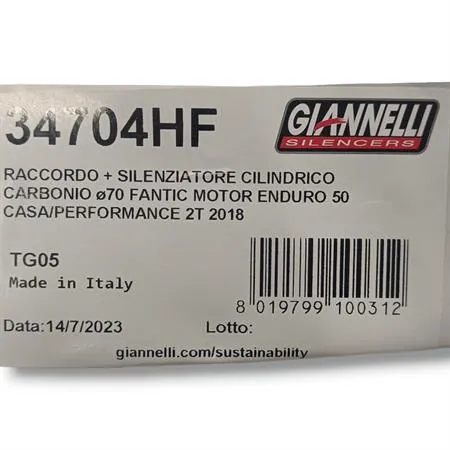 34704HF
GIANNELLI
SILENCERS
RACCORDO + SILENZIATORE CILINDRICO
CARBONIO ø70 FANTIC MOTOR ENDURO 50
CASA/PERFORMANCE 2T 2018
TG05
Made in Italy
8 019799 100312
Data:14/7/2023 Lotto:
giannelli.com/sustainability